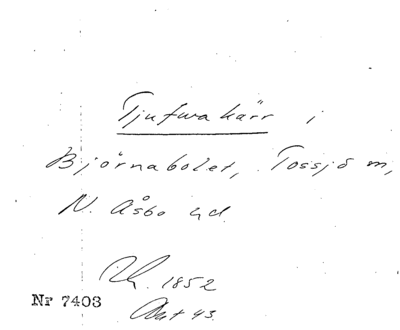 Tjufwakärr i
Björnabolet, Tossjö m,
N. Åsbo hd.
1852
Nr 7403